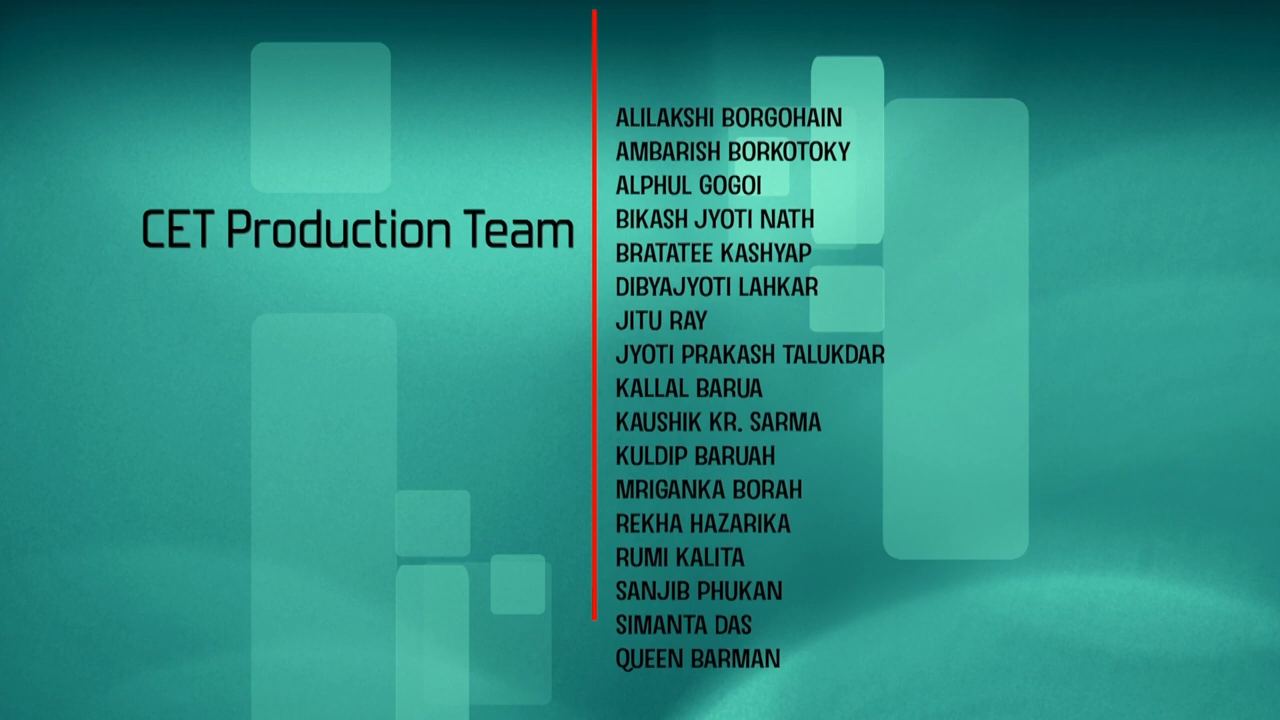 CET Production Team
ALILAKSHI BORGOHAIN
AMBARISH BORKOTOKY
ALPHUL GOGOI
BIKASH JYOTI NATH
BRATATEE KASHYAP
DIBYAJYOTI LAHKAR
JITU RAY
JYOTI PRAKASH TALUKDAR
KALLAL BARUA
KAUSHIK KR. SARMA
KULDIP BARUAH
MRIGANKA BORAH
REKHA HAZARIKA
RUMI KALITA
SANJIB PHUKAN
SIMANTA DAS
QUEEN BARMAN